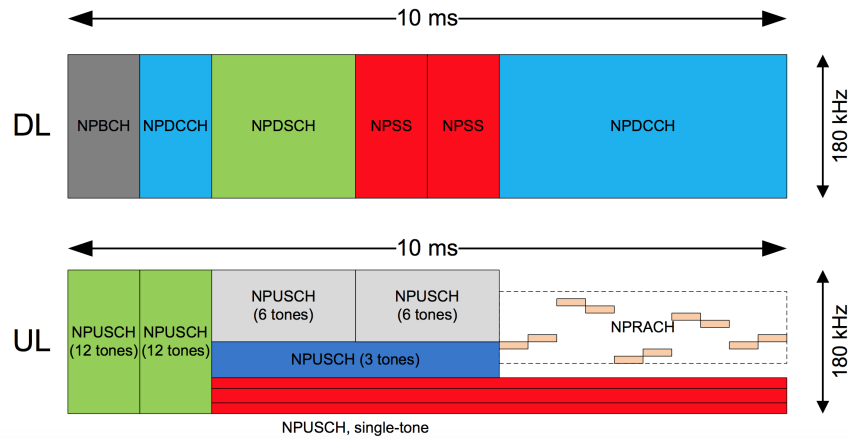 10 ms
DL
NPBCH
NPDCCH
NPDSCH
NPSS
NPSS
NPDCCH
180 kHz
10 ms
UL
NPUSCH
(12 tones)
NPUSCH
(12 tones)
NPUSCH
(6 tones)
NPUSCH
(6 tones)
NPUSCH (3 tones)
NPRACH
180 kHz
NPUSCH, single-tone